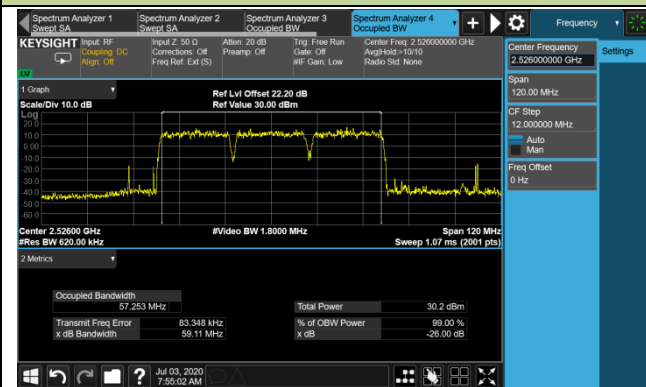 Spectrum Analyzer 1
Swept SA
Spectrum Analyzer 2
Swept SA
Spectrum Analyzer 3
Occupied BW
Spectrum Analyzer 4
Occupied BW
Frequency
KEYSIGHT
Input: RF
Coupling: DC
Align: Off
Input Z: 50 Ω
Corrections: Off
Freq Ref: Ext (S)
Atten: 20 dB
Preamp: Off
Trig: Free Run
Gate: Off
#IF Gain: Low
Center Freq: 2.526000000 GHz
Avg|Hold:>10/10
Radio Std: None
LV
Center Frequency
2.526000000 GHz
Settings
Span
120.00 MHz
CF Step
12.000000 MHz
Auto
Man
Freq Offset
0 Hz
1 Graph
Scale/Div 10.0 dB
Ref Lvl Offset 22.20 dB
Ref Value 30.00 dBm
Log
20.0
10.0
0.00
-10.0
-20.0
-30.0
-40.0
-50.0
-60.0
Center 2.52600 GHz
#Res BW 620.00 kHz
#Video BW 1.8000 MHz
Span 120 MHz
Sweep 1.07 ms (2001 pts)
2 Metrics
Occupied Bandwidth
57.253 MHz
Total Power
30.2 dBm
Transmit Freq Error
83.348 kHz
% of OBW Power
99.00 %
x dB Bandwidth
59.11 MHz
x dB
-26.00 dB
?
Jul 03, 2020
7:55:02 AM